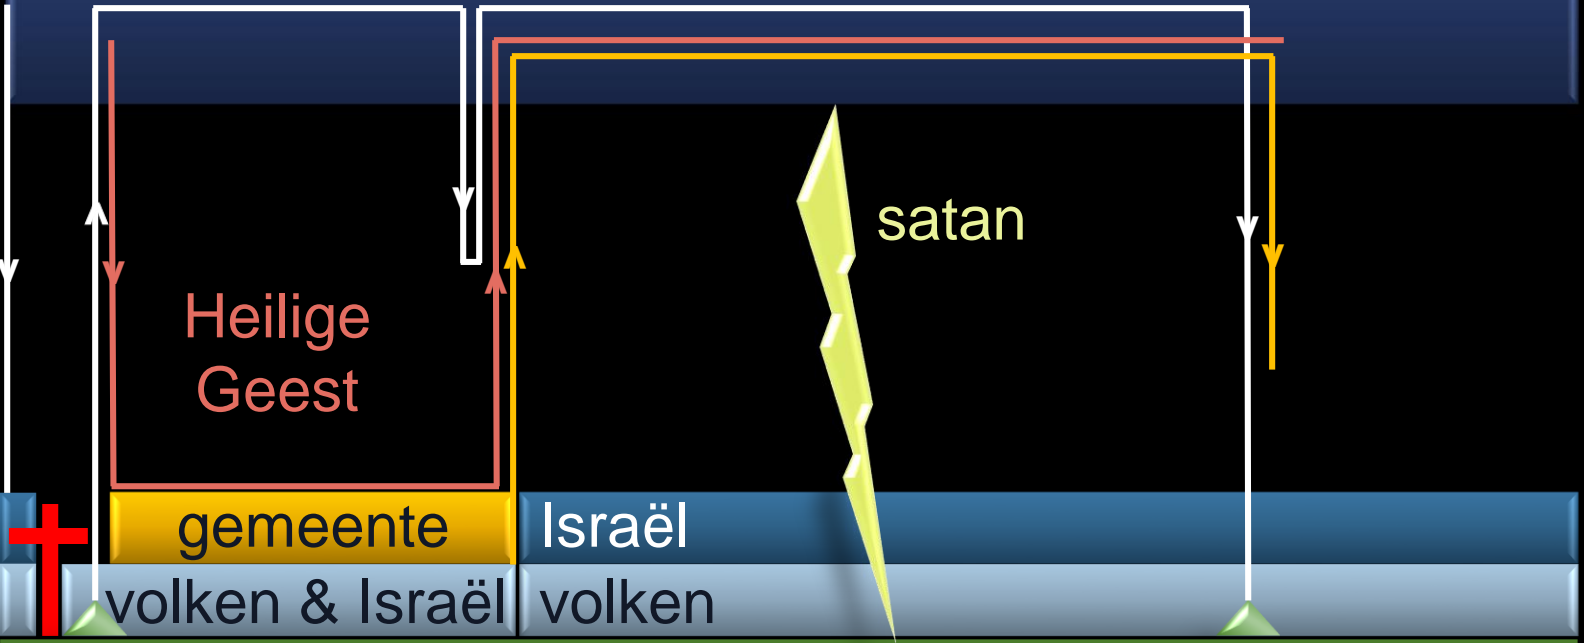 satan
Heilige
Geest
gemeente
Israël
volken & Israël
volken